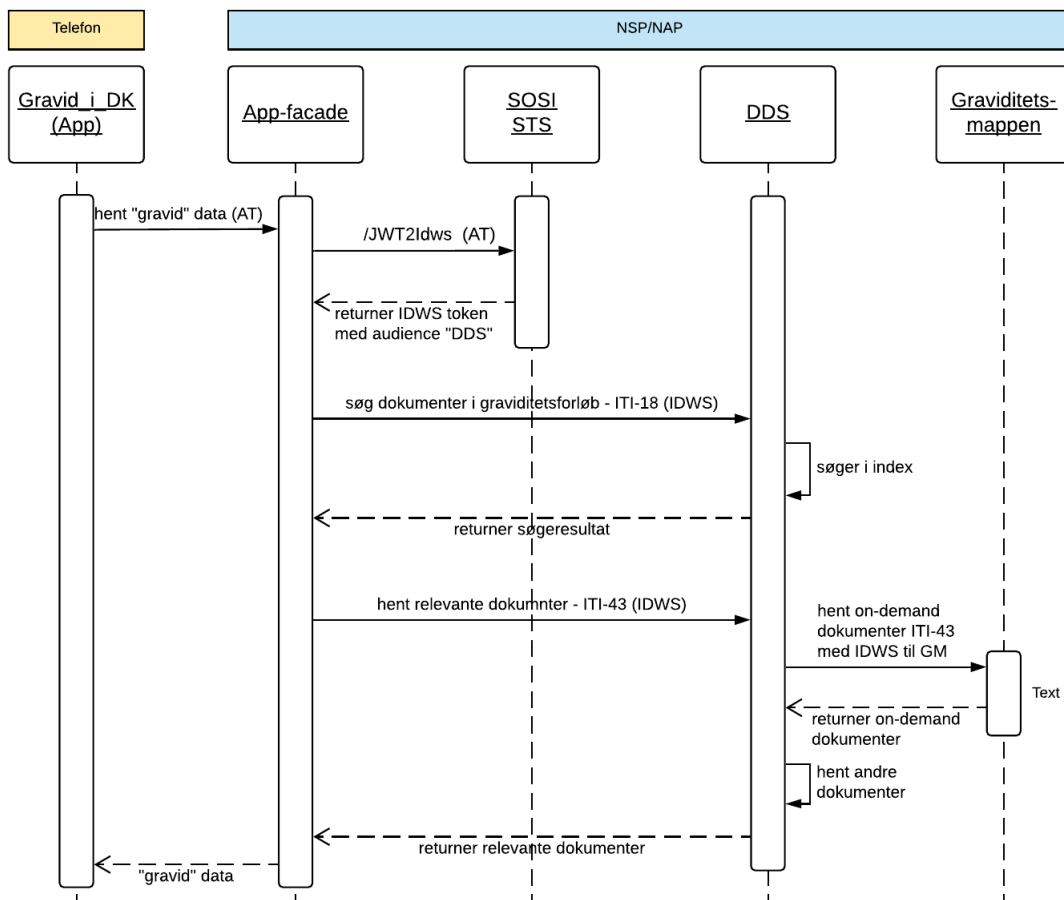 Telefon
NSP/NAP
Gravid_i_DK
(App)
App-facade
SOSI
STS
DDS
Graviditets-
mappen
hent "gravid" data (AT)
/JWT2Idws (AT)
returner IDWS token
med audience "DDS"
søg dokumenter i graviditetsforløb - ITI-18 (IDWS)
søger i index
returner søgeresultat
hent relevante dokumnter - ITI-43 (IDWS)
hent on-demand
dokumenter ITI-43
med IDWS til GM
Text
returner on-demand
dokumenter
hent andre
dokumenter
returner relevante dokumenter
"gravid" data